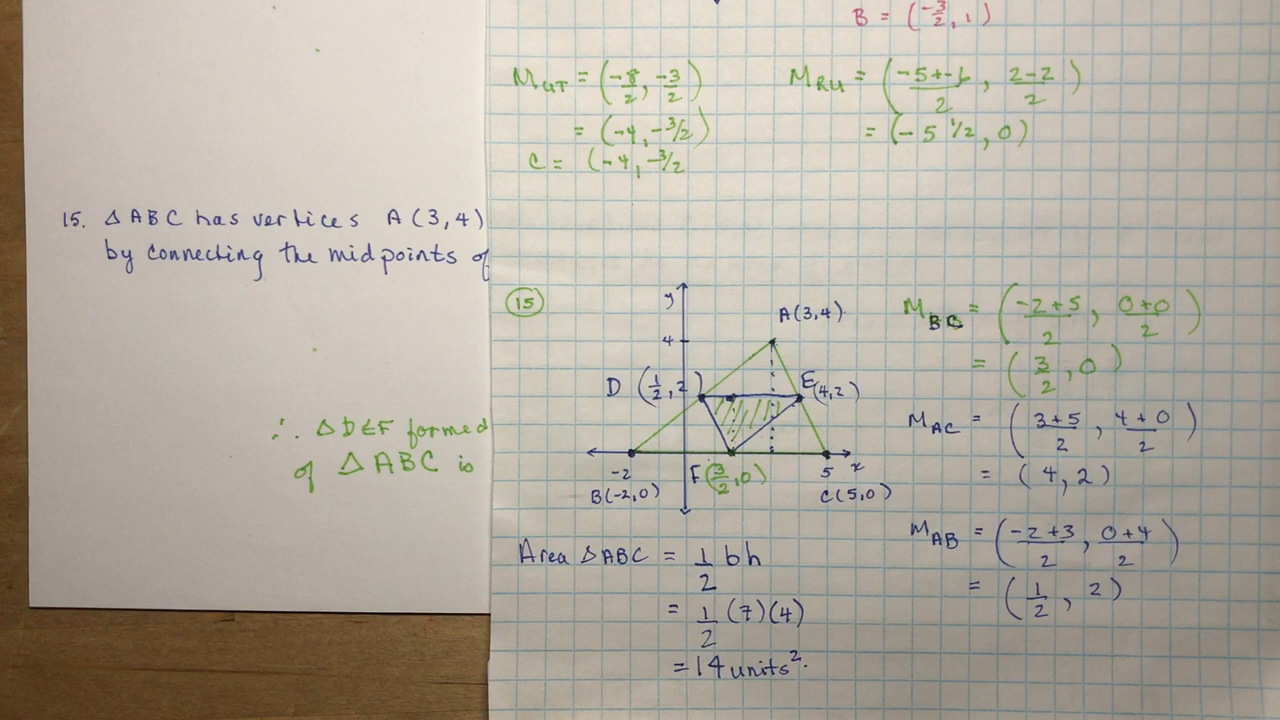 15. △ABC has vertices A(3,4)
by connecting the midpoints of
∴ △DEF formed
of △ABC is
B = (-3/2, 1)
M_UT = (-8/2, -3/2)
= (-4, -3/2)
C = (-4, -3/2
M_RU = (-5+-6/2, 2-2/2)
= (-5 1/2, 0)
15
y
A(3,4)
4
D (1/2, 2)
E(4,2)
-2
F(3/2,0)
5 x
B(-2,0)
C(5,0)
M_BC = (-2+5/2, 0+0/2)
= (3/2, 0)
M_AC = (3+5/2, 4+0/2)
= (4,2)
M_AB = (-2+3/2, 0+4/2)
= (1/2, 2)
Area △ABC = 1/2 bh
= 1/2 (7)(4)
= 14 units².